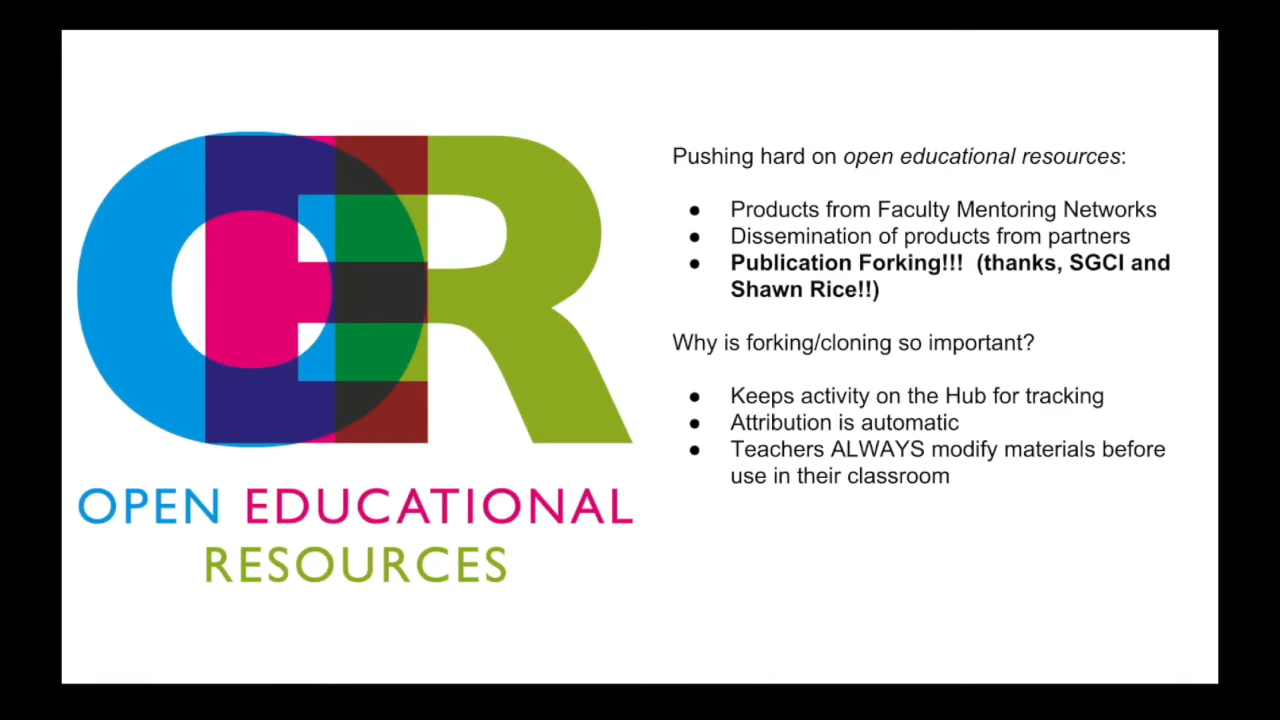 OER
OPEN EDUCATIONAL
RESOURCES
Pushing hard on open educational resources:
● Products from Faculty Mentoring Networks
● Dissemination of products from partners
● Publication Forking!!! (thanks, SGCI and
Shawn Rice!!)
Why is forking/cloning so important?
● Keeps activity on the Hub for tracking
● Attribution is automatic
● Teachers ALWAYS modify materials before
use in their classroom